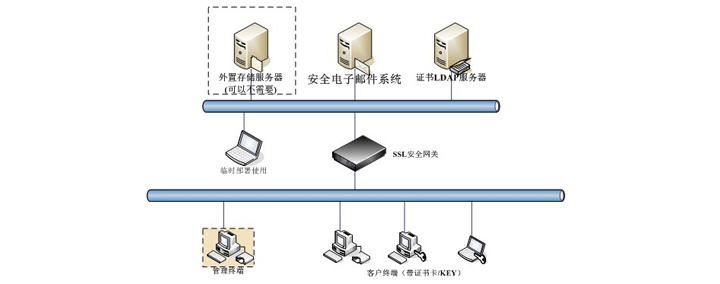 外置存储服务器
(可以不需要)
安全电子邮件系统
证书LDAP服务器
临时部署使用
SSL安全网关
管理终端
客户终端（带证书卡/KEY）